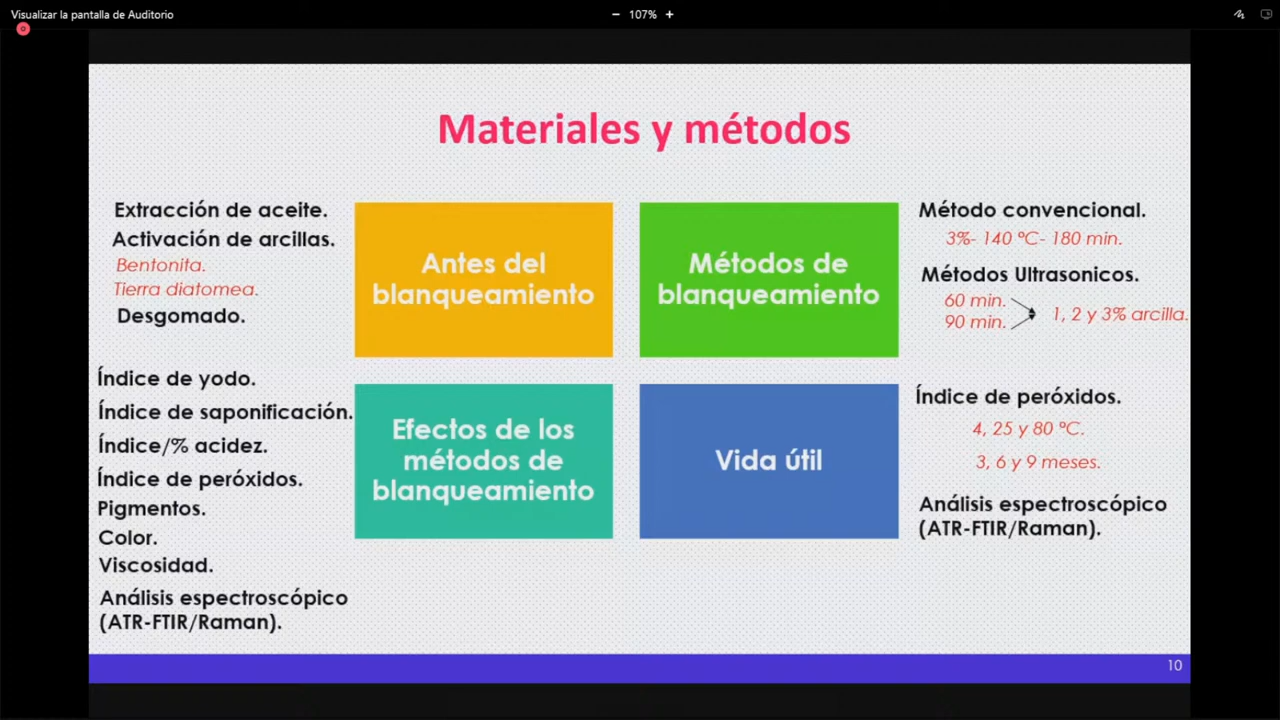 Visualizar la pantalla de Auditorio
− 107% +
Materiales y métodos
Extracción de aceite.
Activación de arcillas.
Bentonita.
Tierra diatomea.
Desgomado.
Antes del
blanqueamiento
Métodos de
blanqueamiento
Método convencional.
3%- 140 °C- 180 min.
Métodos Ultrasonicos.
60 min.
90 min.
1, 2 y 3% arcilla.
Índice de yodo.
Índice de saponificación.
Índice/% acidez.
Índice de peróxidos.
Pigmentos.
Color.
Viscosidad.
Análisis espectroscópico
(ATR-FTIR/Raman).
Efectos de los
métodos de
blanqueamiento
Vida útil
Índice de peróxidos.
4, 25 y 80 °C.
3, 6 y 9 meses.
Análisis espectroscópico
(ATR-FTIR/Raman).
10